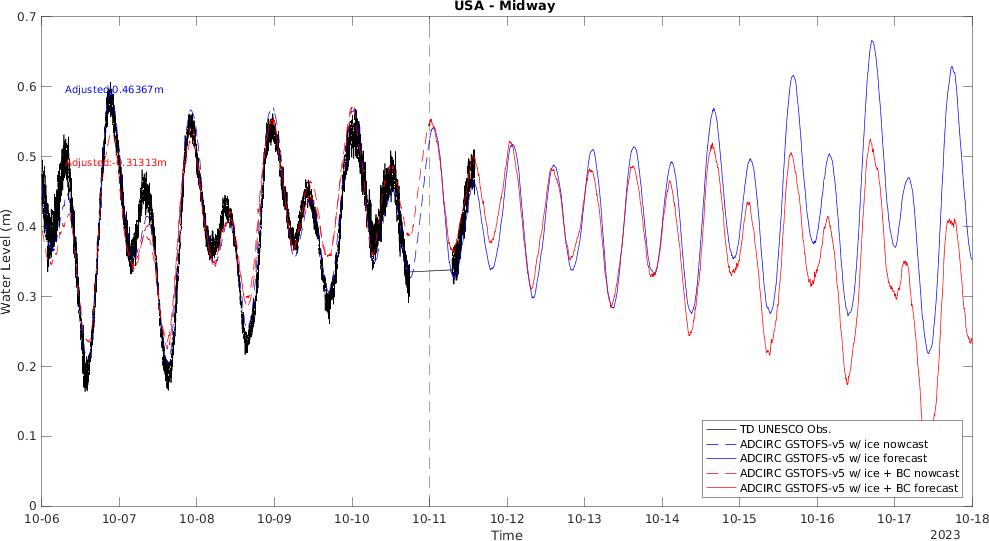 USA - Midway
0.7
0.6
0.5
0.4
0.3
0.2
0.1
0
Water Level (m)
Adjusted:0.46367m
Adjusted:-0.31313m
TD UNESCO Obs.
ADCIRC GSTOFS-v5 w/ ice nowcast
ADCIRC GSTOFS-v5 w/ ice forecast
ADCIRC GSTOFS-v5 w/ ice + BC nowcast
ADCIRC GSTOFS-v5 w/ ice + BC forecast
10-06 10-07 10-08 10-09 10-10 10-11 10-12 10-13 10-14 10-15 10-16 10-17 10-18
Time
2023